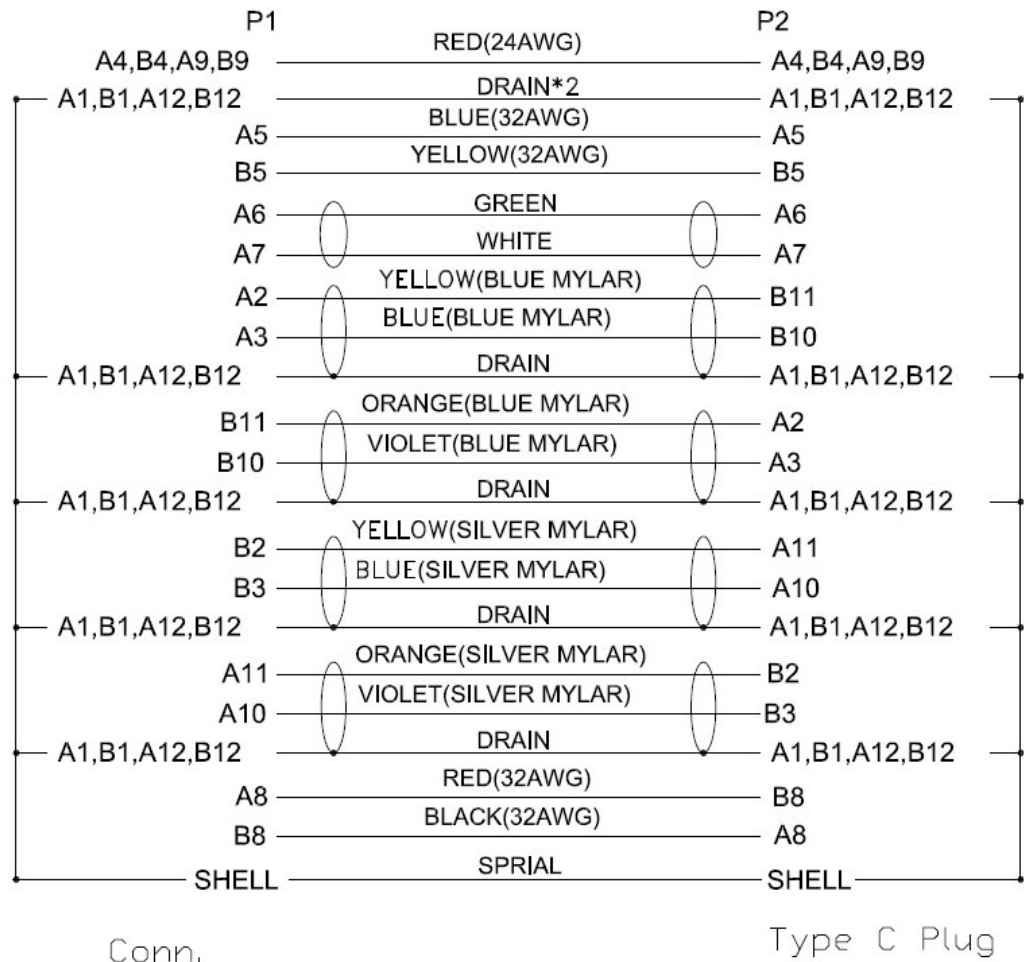 P1 P2
RED(24AWG)
A4,B4,A9,B9 A4,B4,A9,B9
DRAIN*2
A1,B1,A12,B12 A1,B1,A12,B12
BLUE(32AWG)
A5 A5
YELLOW(32AWG)
B5 B5
GREEN
A6 A6
WHITE
A7 A7
YELLOW(BLUE MYLAR)
A2 B11
BLUE(BLUE MYLAR)
A3 B10
DRAIN
A1,B1,A12,B12 A1,B1,A12,B12
ORANGE(BLUE MYLAR)
B11 A2
VIOLET(BLUE MYLAR)
B10 A3
DRAIN
A1,B1,A12,B12 A1,B1,A12,B12
YELLOW(SILVER MYLAR)
B2 A11
BLUE(SILVER MYLAR)
B3 A10
DRAIN
A1,B1,A12,B12 A1,B1,A12,B12
ORANGE(SILVER MYLAR)
A11 B2
VIOLET(SILVER MYLAR)
A10 B3
DRAIN
A1,B1,A12,B12 A1,B1,A12,B12
RED(32AWG)
A8 B8
BLACK(32AWG)
B8 A8
SPRIAL
SHELL SHELL
Conn. Type C Plug